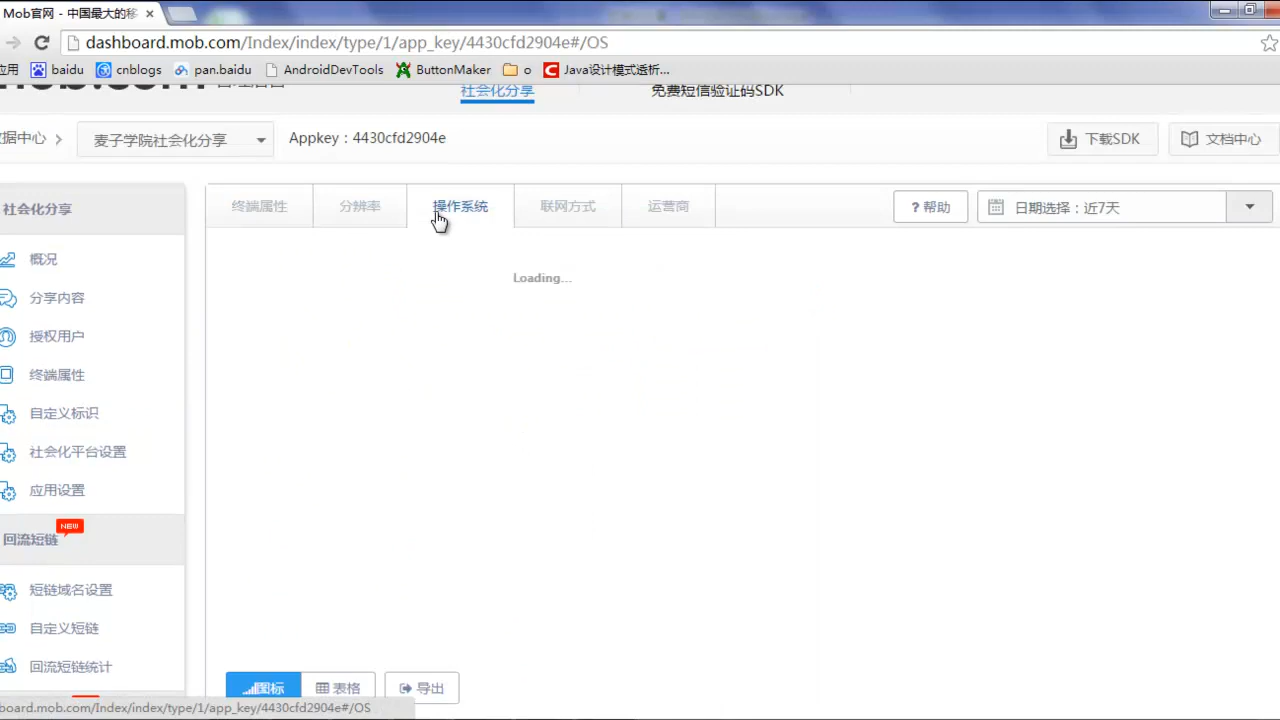 Mob官网 - 中国最大的移
dashboard.mob.com/Index/index/type/1/app_key/4430cfd2904e#/OS
应用 baidu cnblogs pan.baidu AndroidDevTools ButtonMaker o Java设计模式透析...
社会化分享 免费短信验证码SDK
数据中心 麦子学院社会化分享 Appkey：4430cfd2904e 下载SDK 文档中心
社会化分享 终端属性 分辨率 操作系统 联网方式 运营商 ? 帮助 日期选择：近7天
概况
Loading...
分享内容
授权用户
终端属性
自定义标识
社会化平台设置
应用设置
NEW
回流短链
短链域名设置
自定义短链
回流短链统计
图标 表格 导出
board.mob.com/Index/index/type/1/app_key/4430cfd2904e#/OS